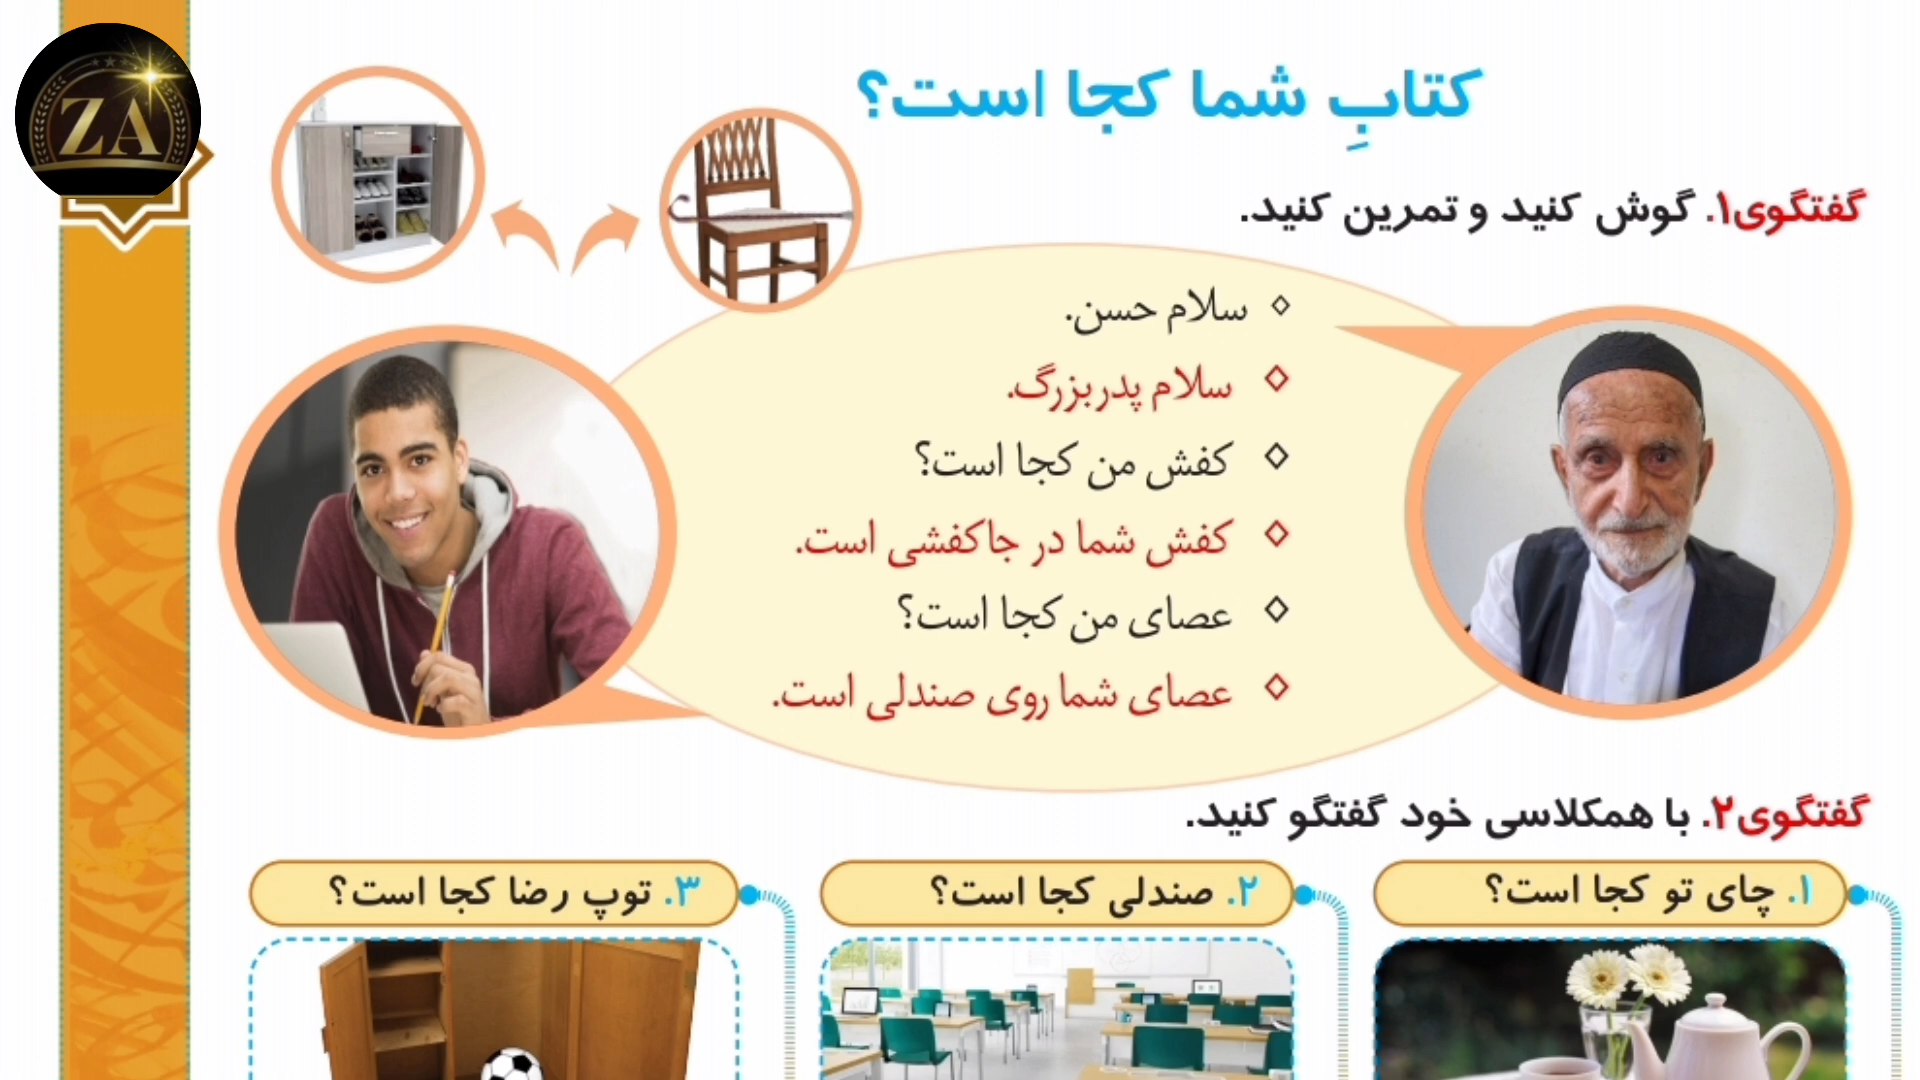 ZA
کتابِ شما کجا است؟
گفتگوی۱. گوش کنید و تمرین کنید.
◊ سلام حسن.
◊ سلام پدربزرگ.
◊ کفش من کجا است؟
◊ کفش شما در جاکفشی است.
◊ عصای من کجا است؟
◊ عصای شما روی صندلی است.
گفتگوی۲. با همکلاسی خود گفتگو کنید.
۱. چای تو کجا است؟
۲. صندلی کجا است؟
۳. توپ رضا کجا است؟